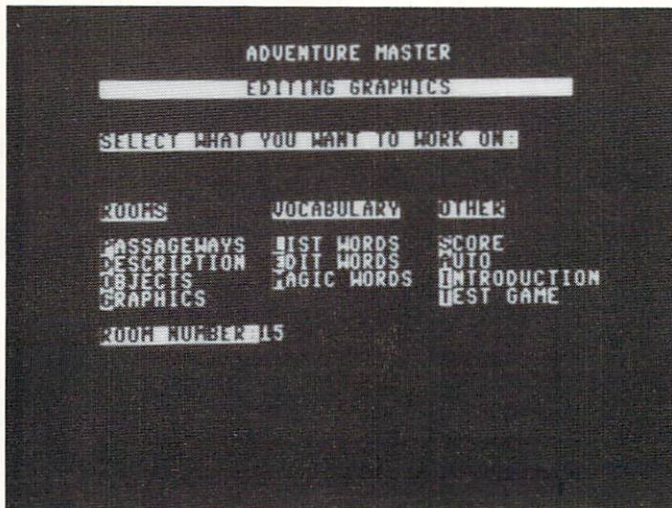 ADVENTURE MASTER
EDITING GRAPHICS
SELECT WHAT YOU WANT TO WORK ON:
ROOMS
PASSAGEWAYS
DESCRIPTION
OBJECTS
GRAPHICS
VOCABULARY
LIST WORDS
EDIT WORDS
MAGIC WORDS
OTHER
SCORE
AUTO
INTRODUCTION
TEST GAME
ROOM NUMBER 15